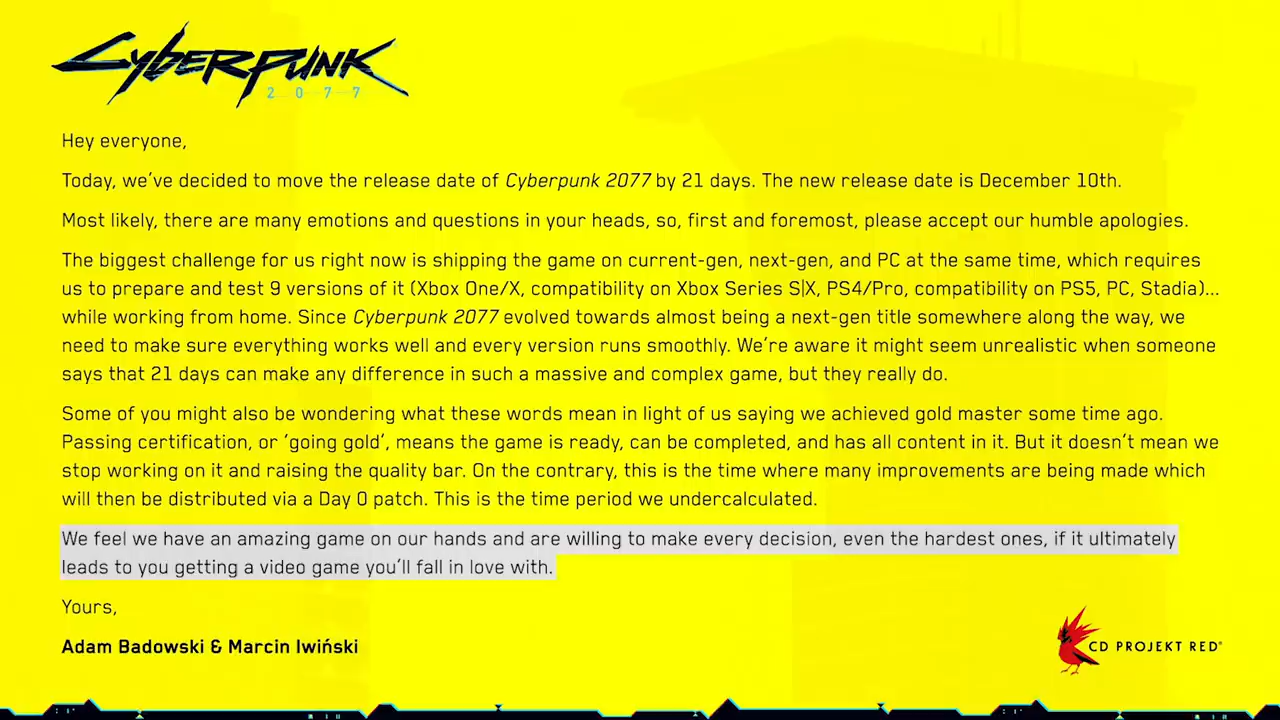 Cyberpunk
2077
Hey everyone,
Today, we've decided to move the release date of Cyberpunk 2077 by 21 days. The new release date is December 10th.
Most likely, there are many emotions and questions in your heads, so, first and foremost, please accept our humble apologies.
The biggest challenge for us right now is shipping the game on current-gen, next-gen, and PC at the same time, which requires
us to prepare and test 9 versions of it (Xbox One/X, compatibility on Xbox Series S|X, PS4/Pro, compatibility on PS5, PC, Stadia)...
while working from home. Since Cyberpunk 2077 evolved towards almost being a next-gen title somewhere along the way, we
need to make sure everything works well and every version runs smoothly. We're aware it might seem unrealistic when someone
says that 21 days can make any difference in such a massive and complex game, but they really do.
Some of you might also be wondering what these words mean in light of us saying we achieved gold master some time ago.
Passing certification, or 'going gold', means the game is ready, can be completed, and has all content in it. But it doesn't mean we
stop working on it and raising the quality bar. On the contrary, this is the time where many improvements are being made which
will then be distributed via a Day 0 patch. This is the time period we undercalculated.
We feel we have an amazing game on our hands and are willing to make every decision, even the hardest ones, if it ultimately
leads to you getting a video game you'll fall in love with.
Yours,
Adam Badowski & Marcin Iwiński
CD PROJEKT RED®